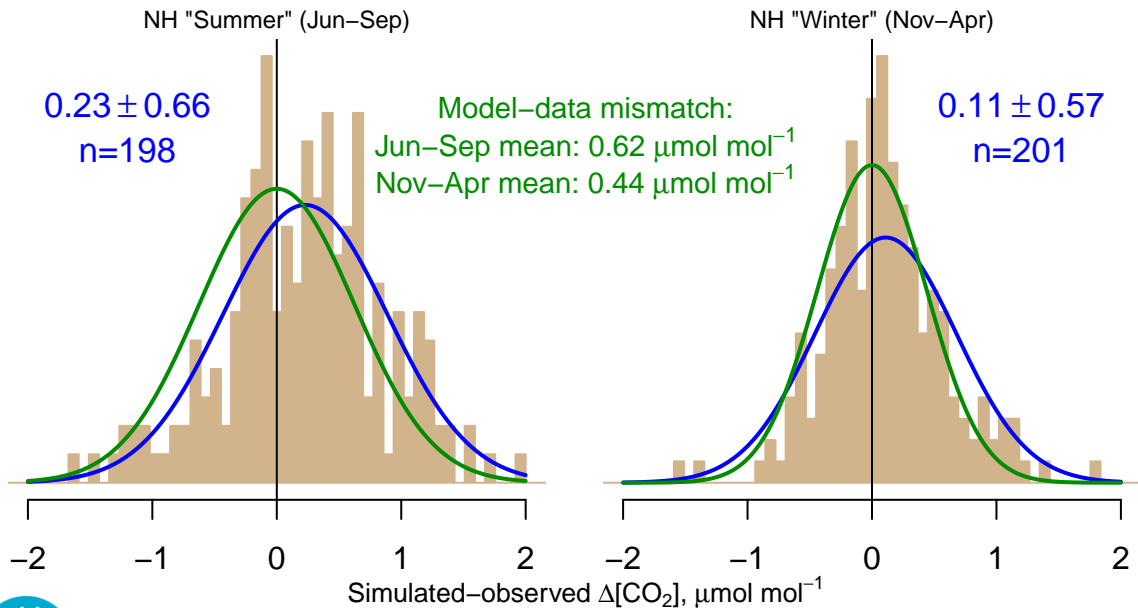 NH "Summer" (Jun−Sep)
NH "Winter" (Nov−Apr)
0.23 ± 0.66
n=198
Model−data mismatch:
Jun−Sep mean: 0.62 μmol mol⁻¹
Nov−Apr mean: 0.44 μmol mol⁻¹
0.11 ± 0.57
n=201
−2 −1 0 1 2
−2 −1 0 1 2
Simulated−observed Δ[CO₂], μmol mol⁻¹